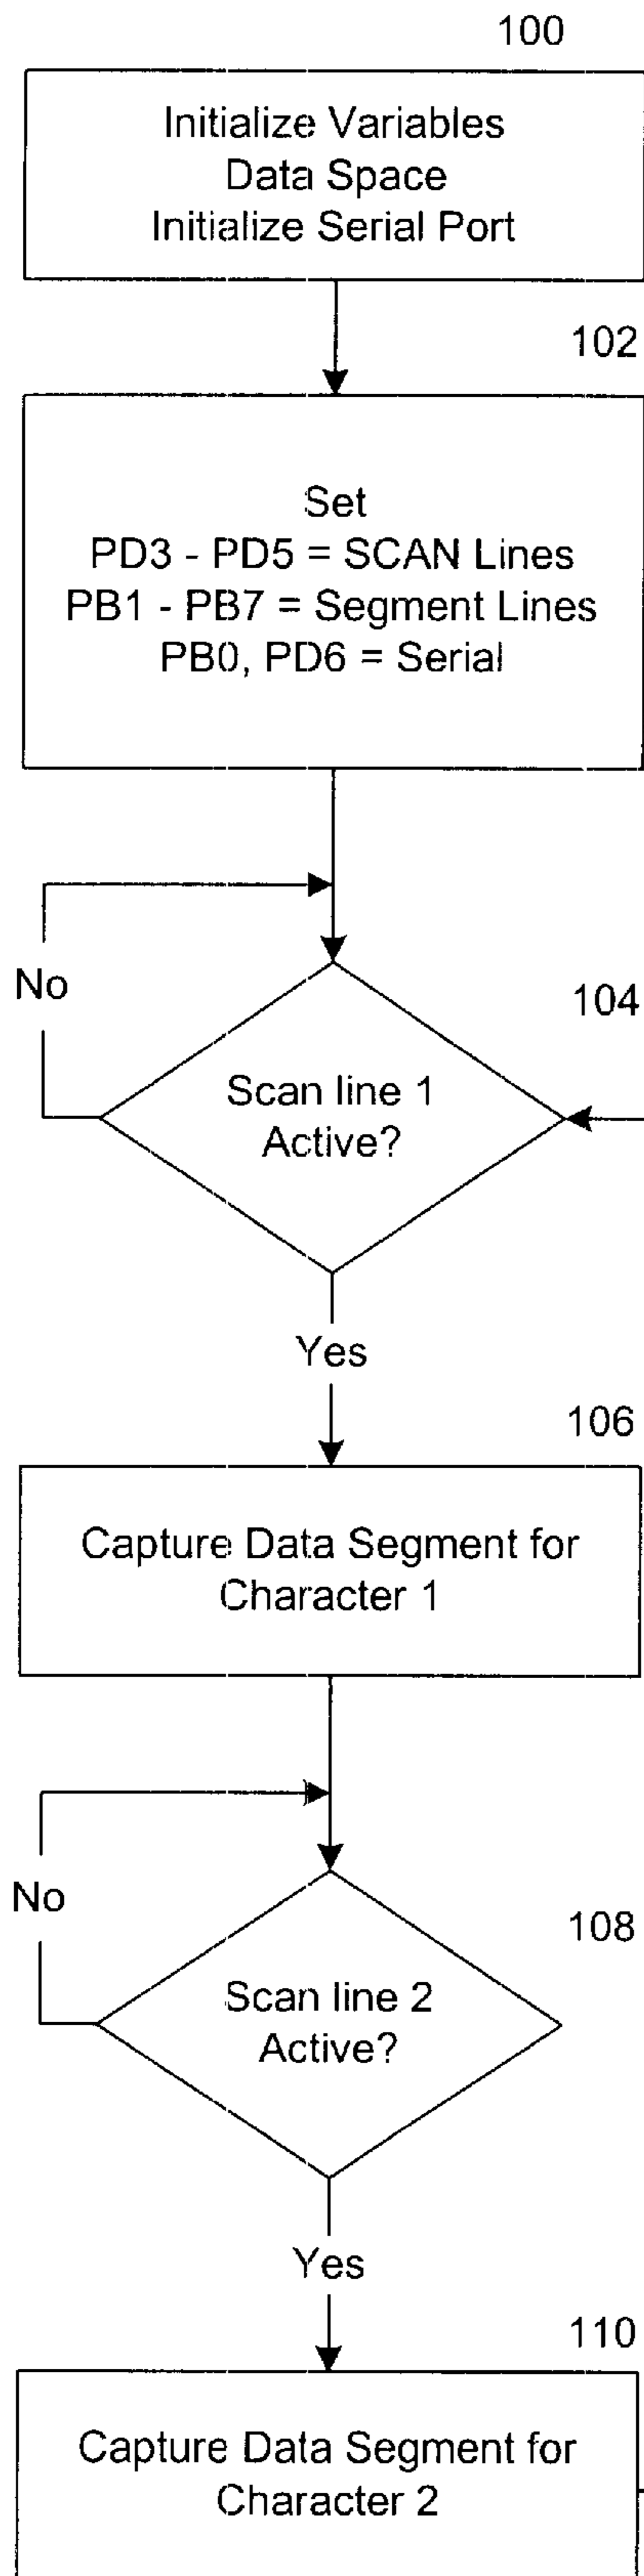 100
Initialize Variables
Data Space
Initialize Serial Port
102
Set
PD3 - PD5 = SCAN Lines
PB1 - PB7 = Segment Lines
PB0, PD6 = Serial
No
104
Scan line 1
Active?
Yes
106
Capture Data Segment for
Character 1
No
108
Scan line 2
Active?
Yes
110
Capture Data Segment for
Character 2